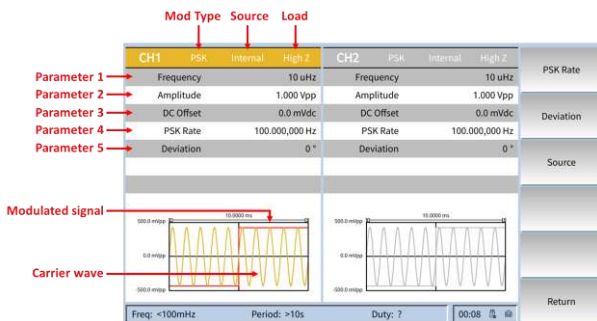 Mod Type Source Load
CH1 PSK Internal High Z CH2 PSK Internal High Z PSK Rate
Parameter 1 Frequency 10 uHz Frequency 10 uHz
Parameter 2 Amplitude 1.000 Vpp Amplitude 1.000 Vpp
Parameter 3 DC Offset 0.0 mVdc DC Offset 0.0 mVdc Deviation
Parameter 4 PSK Rate 100.000,000 Hz PSK Rate 100.000,000 Hz
Parameter 5 Deviation 0 ° Deviation 0 °
Source
Modulated signal 10.0000 ms 10.0000 ms
500.0 mVpp 500.0 mVpp
0.0 mVpp 0.0 mVpp
Carrier wave
-500.0 mVpp -500.0 mVpp
Return
Freq: <100mHz Period: >10s Duty: ? 00:08